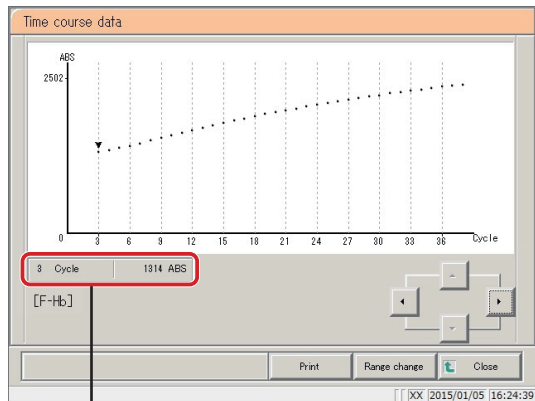 Time course data
ABS
2502
0 3 6 9 12 15 18 21 24 27 30 33 36 Cycle
3 Cycle 1314 ABS
[F-Hb]
Print Range change Close
XX 2015/01/05 16:24:39